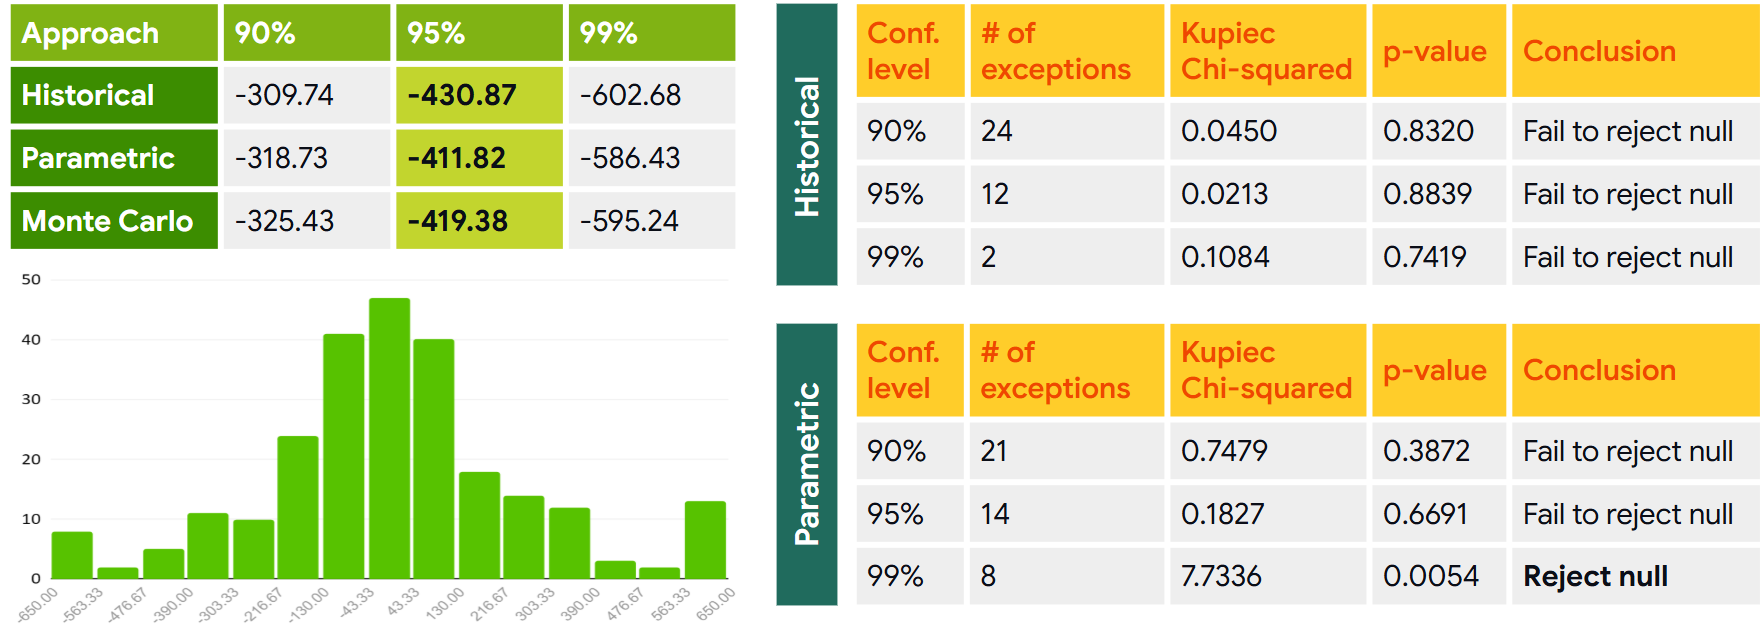 Approach 90% 95% 99%
Historical -309.74 -430.87 -602.68
Parametric -318.73 -411.82 -586.43
Monte Carlo -325.43 -419.38 -595.24
50
40
30
20
10
0
-650.00 -563.33 -476.67 -390.00 -303.33 -216.67 -130.00 -43.33 43.33 130.00 216.67 303.33 390.00 476.67 563.33 650.00
Historical
Conf. level # of exceptions Kupiec Chi-squared p-value Conclusion
90% 24 0.0450 0.8320 Fail to reject null
95% 12 0.0213 0.8839 Fail to reject null
99% 2 0.1084 0.7419 Fail to reject null
Parametric
Conf. level # of exceptions Kupiec Chi-squared p-value Conclusion
90% 21 0.7479 0.3872 Fail to reject null
95% 14 0.1827 0.6691 Fail to reject null
99% 8 7.7336 0.0054 Reject null